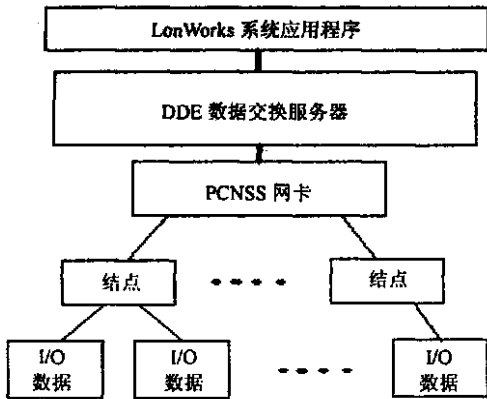 LonWorks 系统应用程序
DDE 数据交换服务器
PCNSS 网卡
结点
结点
I/O
数据
I/O
数据
I/O
数据